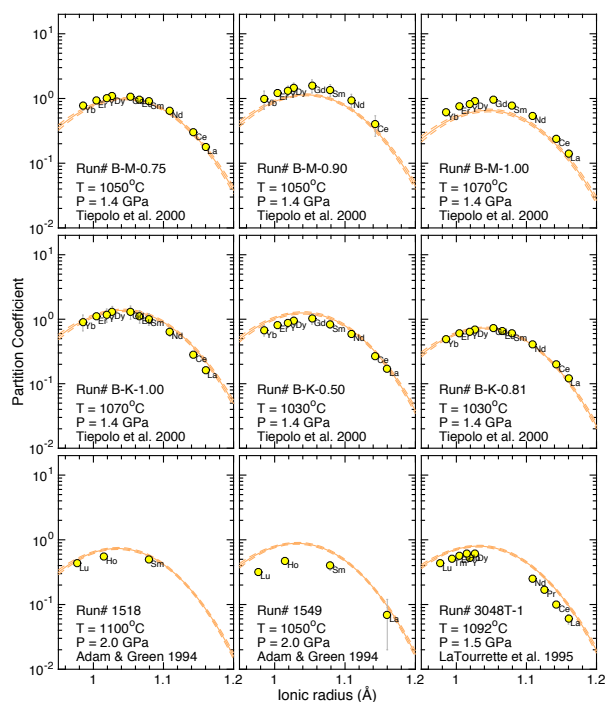 10¹
10⁰
10⁻¹
10⁻²
Yb
Er
Y
Dy
Gd
Eu
Sm
Nd
Ce
La
Run# B-M-0.75
T = 1050°C
P = 1.4 GPa
Tiepolo et al. 2000
Yb
Er
Y
Dy
Gd
Sm
Nd
Ce
Run# B-M-0.90
T = 1050°C
P = 1.4 GPa
Tiepolo et al. 2000
Yb
Er
Y
Dy
Gd
Sm
Nd
Ce
La
Run# B-M-1.00
T = 1070°C
P = 1.4 GPa
Tiepolo et al. 2000
Partition Coefficient
10¹
10⁰
10⁻¹
10⁻²
Yb
Er
Y
Dy
Gd
Eu
Sm
Nd
Ce
La
Run# B-K-1.00
T = 1070°C
P = 1.4 GPa
Tiepolo et al. 2000
Yb
Er
Y
Dy
Gd
Sm
Nd
Ce
La
Run# B-K-0.50
T = 1030°C
P = 1.4 GPa
Tiepolo et al. 2000
Yb
Er
Y
Dy
Gd
Eu
Sm
Nd
Ce
La
Run# B-K-0.81
T = 1030°C
P = 1.4 GPa
Tiepolo et al. 2000
10¹
10⁰
10⁻¹
10⁻²
Lu
Ho
Sm
Run# 1518
T = 1100°C
P = 2.0 GPa
Adam & Green 1994
Lu
Ho
Sm
La
Run# 1549
T = 1050°C
P = 2.0 GPa
Adam & Green 1994
Lu
Tm
Dy
Nd
Pr
Ce
La
Run# 3048T-1
T = 1092°C
P = 1.5 GPa
LaTourrette et al. 1995
1 1.1 1.2 1 1.1 1.2 1 1.1 1.2
Ionic radius (Å)